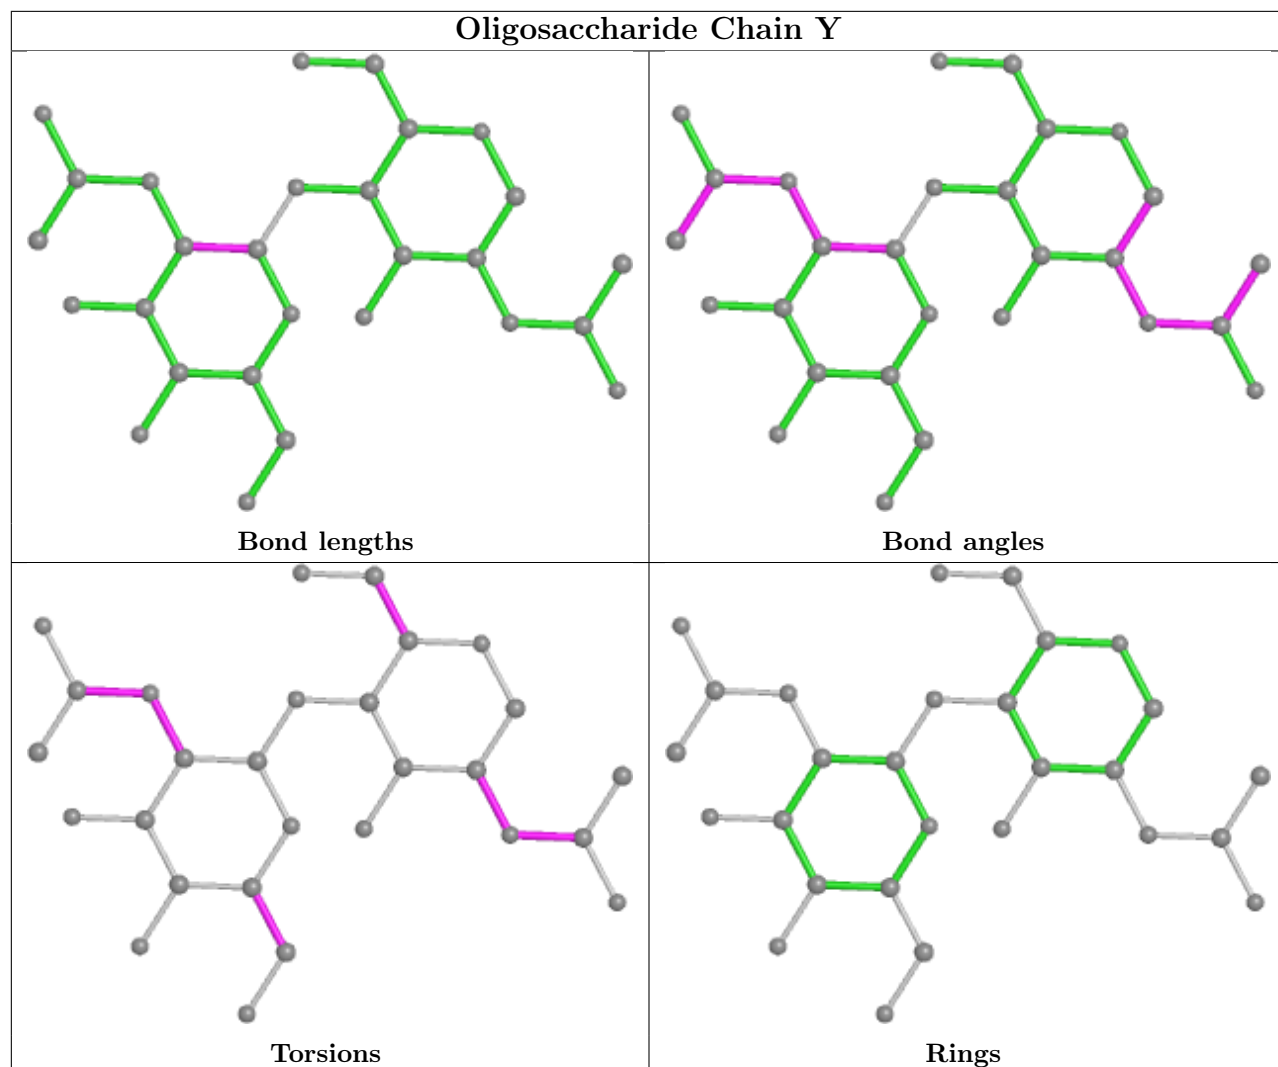 Oligosaccharide Chain Y
Bond lengths
Bond angles
Torsions
Rings